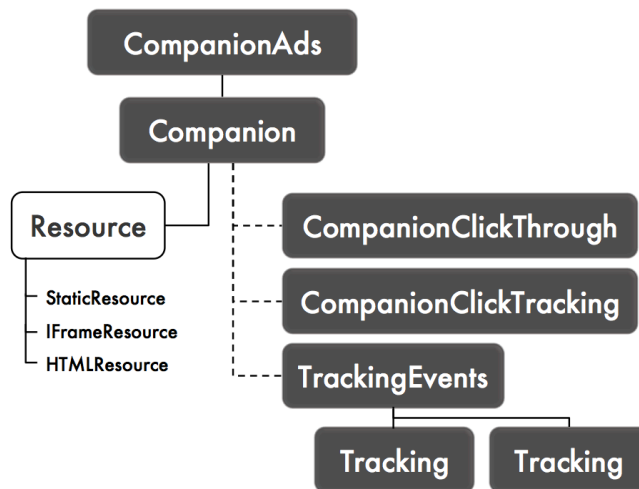 CompanionAds
Companion
Resource
StaticResource
IFrameResource
HTMLResource
CompanionClickThrough
CompanionClickTracking
TrackingEvents
Tracking
Tracking